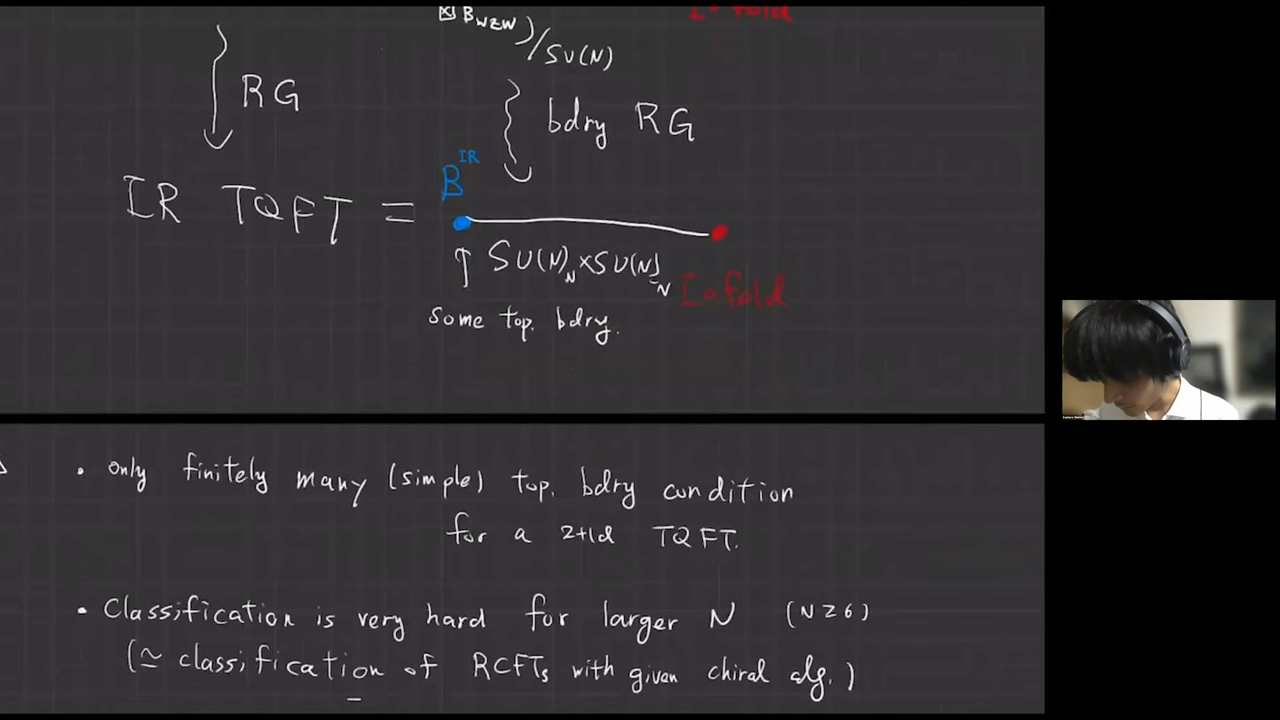 ⊠ B_WZW)/SU(N)
I-fold
RG
bdry RG
B^IR
IR TQFT =
SU(N)_N × SU(N)_N
I-fold
some top. bdry.
• only finitely many (simple) top. bdry condition
for a 2+1d TQFT.
• Classification is very hard for larger N (N≥6)
(≃ classification of RCFTs with given chiral alg.)